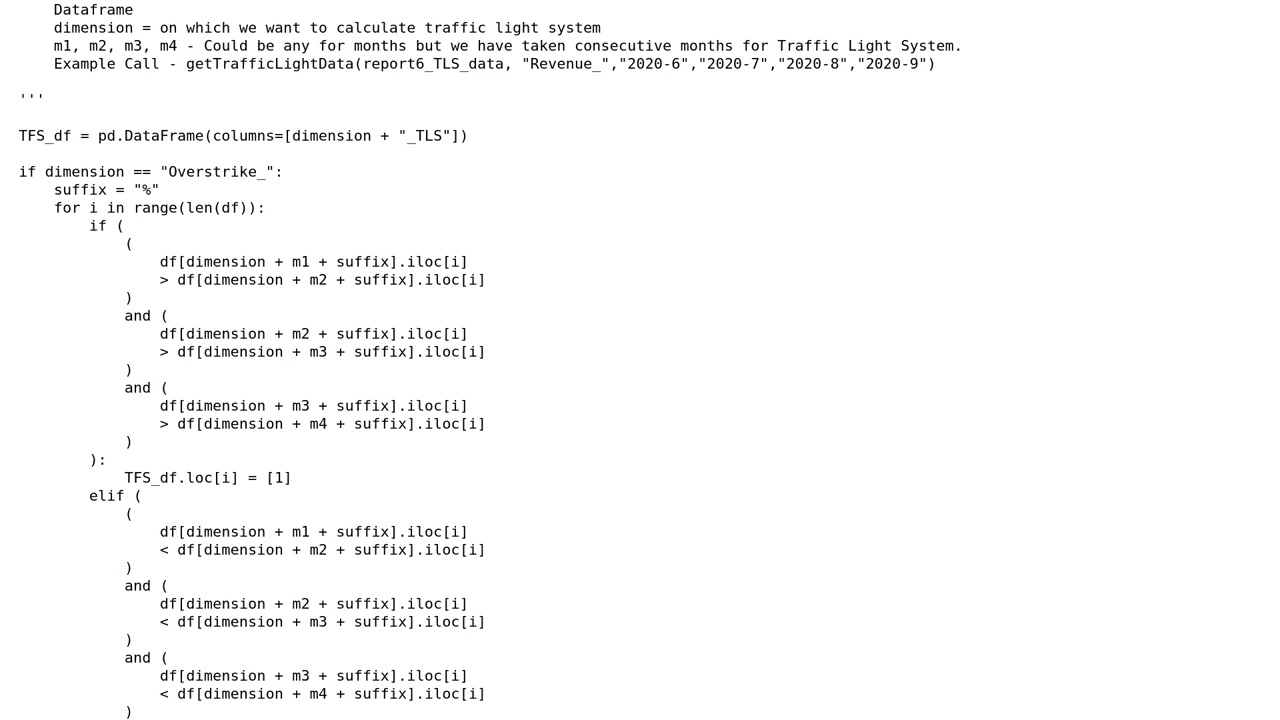 Dataframe
    dimension = on which we want to calculate traffic light system
    m1, m2, m3, m4 - Could be any for months but we have taken consecutive months for Traffic Light System.
    Example Call - getTrafficLightData(report6_TLS_data, "Revenue_","2020-6","2020-7","2020-8","2020-9")

'''

TFS_df = pd.DataFrame(columns=[dimension + "_TLS"])

if dimension == "Overstrike_":
    suffix = "%"
    for i in range(len(df)):
        if (
            (
                df[dimension + m1 + suffix].iloc[i]
                > df[dimension + m2 + suffix].iloc[i]
            )
            and (
                df[dimension + m2 + suffix].iloc[i]
                > df[dimension + m3 + suffix].iloc[i]
            )
            and (
                df[dimension + m3 + suffix].iloc[i]
                > df[dimension + m4 + suffix].iloc[i]
            )
        ):
            TFS_df.loc[i] = [1]
        elif (
            (
                df[dimension + m1 + suffix].iloc[i]
                < df[dimension + m2 + suffix].iloc[i]
            )
            and (
                df[dimension + m2 + suffix].iloc[i]
                < df[dimension + m3 + suffix].iloc[i]
            )
            and (
                df[dimension + m3 + suffix].iloc[i]
                < df[dimension + m4 + suffix].iloc[i]
            )